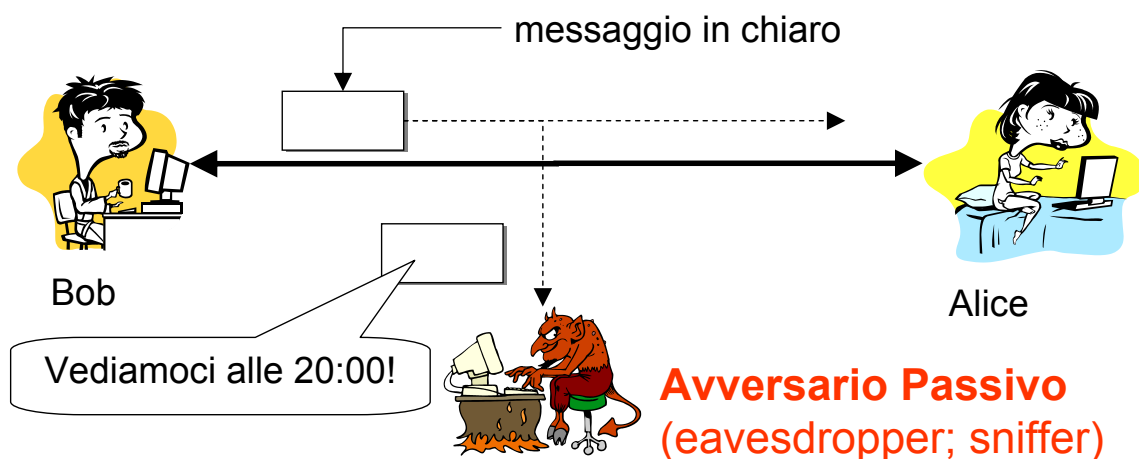 messaggio in chiaro
Bob
Alice
Vediamoci alle 20:00!
Avversario Passivo
(eavesdropper; sniffer)